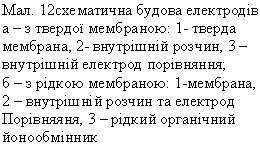 Мал. 12схематична будова електродів
а – з твердої мембраною: 1- тверда
мембрана, 2- внутрішній розчин, 3 –
внутрішній електрод порівняння;
б – з рідкою мембраною: 1-мембрана,
2 – внутрішній розчин та електрод
Порівняяня, 3 – рідкий органічний
йонообмінник